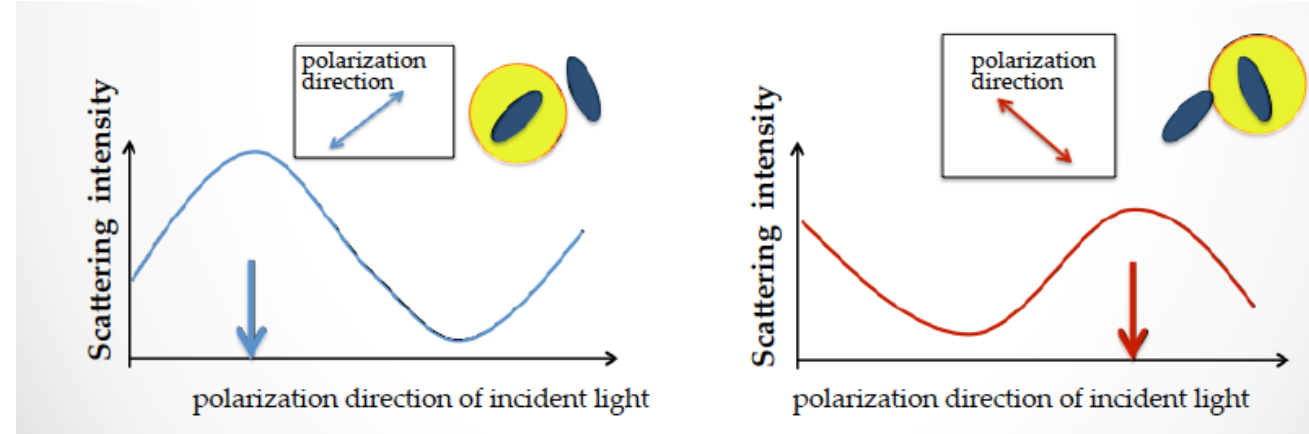 polarization
direction
Scattering intensity
polarization direction of incident light
polarization
direction
Scattering intensity
polarization direction of incident light